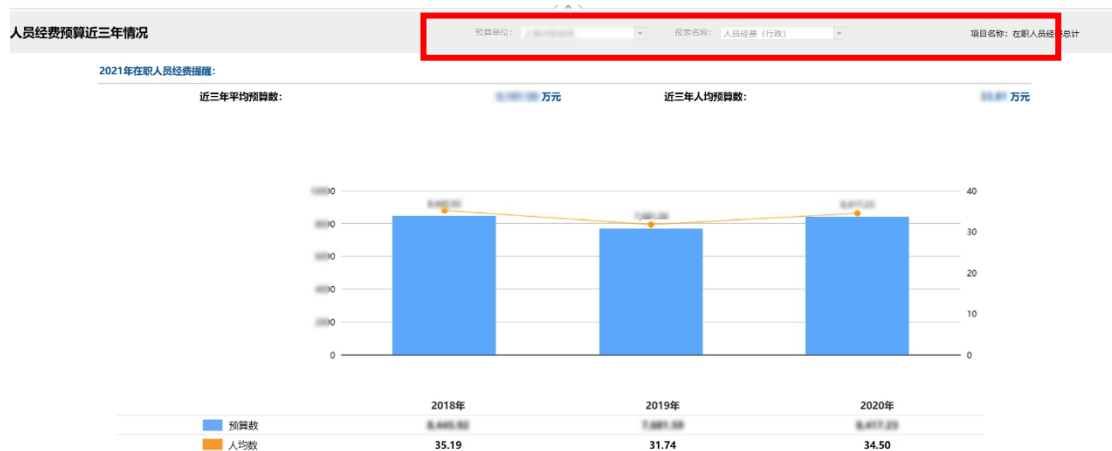 人员经费预算近三年情况 预算单位： 报表名称： 人员经费（行政） 项目名称：在职人员经费总计
2021年在职人员经费提醒：
近三年平均预算数： 万元 近三年人均预算数： 万元
40
30
20
10
0 0
2018年 2019年 2020年
预算数
人均数 35.19 31.74 34.50